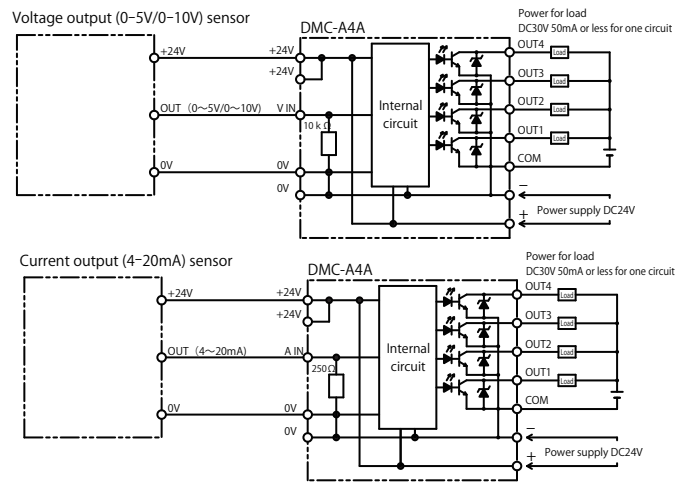 Voltage output (0-5V/0-10V) sensor
DMC-A4A
Power for load
DC30V 50mA or less for one circuit
+24V
+24V
+24V
OUT4
Load
OUT3
Load
OUT (0〜5V/0〜10V)
V IN
10 k Ω
Internal
circuit
OUT2
Load
OUT1
Load
COM
0V
0V
0V
−
+
Power supply DC24V
Current output (4-20mA) sensor
DMC-A4A
Power for load
DC30V 50mA or less for one circuit
+24V
+24V
+24V
OUT4
Load
OUT3
Load
OUT (4〜20mA)
A IN
250Ω
Internal
circuit
OUT2
Load
OUT1
Load
COM
0V
0V
0V
−
+
Power supply DC24V